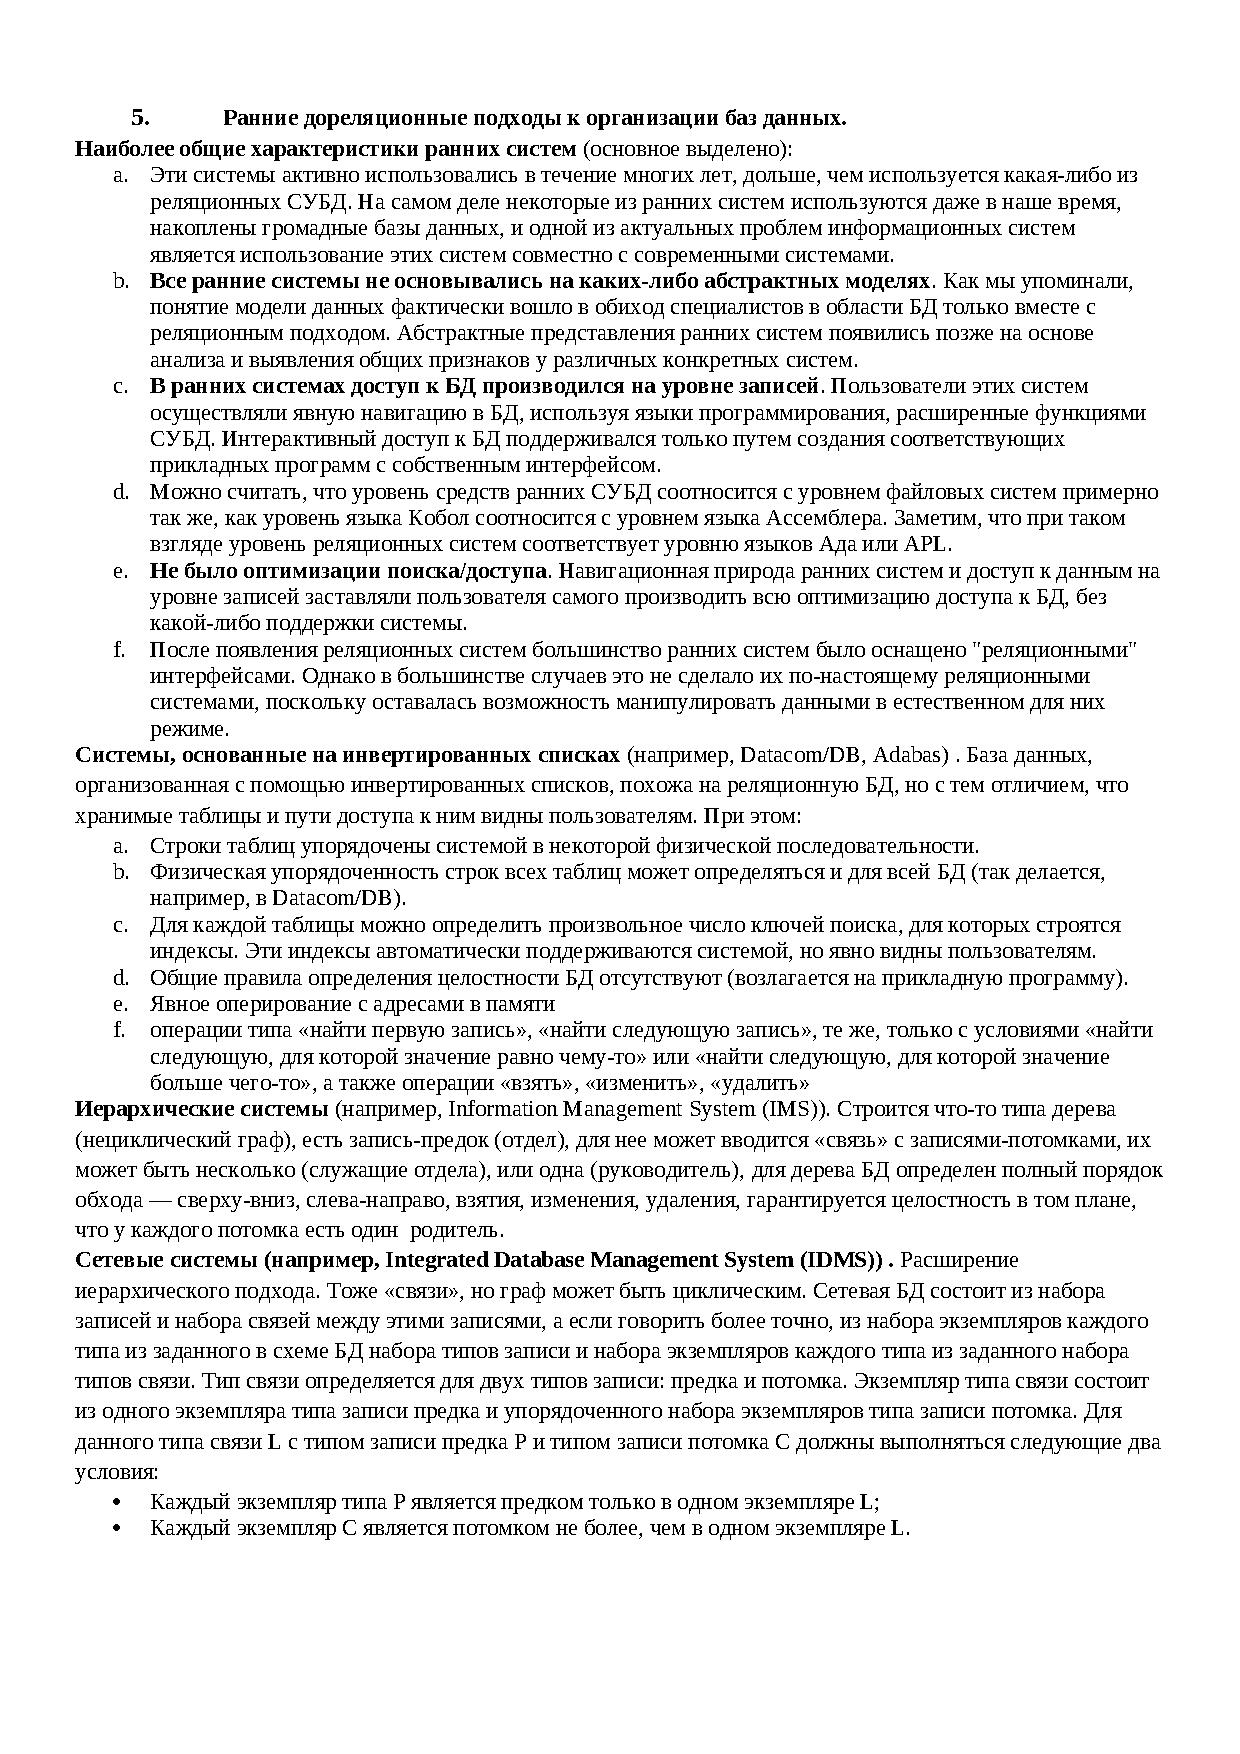 5. Ранние дореляционные подходы к организации баз данных.
Наиболее общие характеристики ранних систем (основное выделено):
a. Эти системы активно использовались в течение многих лет, дольше, чем используется какая-либо из
реляционных СУБД. На самом деле некоторые из ранних систем используются даже в наше время,
накоплены громадные базы данных, и одной из актуальных проблем информационных систем
является использование этих систем совместно с современными системами.
b. Все ранние системы не основывались на каких-либо абстрактных моделях. Как мы упоминали,
понятие модели данных фактически вошло в обиход специалистов в области БД только вместе с
реляционным подходом. Абстрактные представления ранних систем появились позже на основе
анализа и выявления общих признаков у различных конкретных систем.
c. В ранних системах доступ к БД производился на уровне записей. Пользователи этих систем
осуществляли явную навигацию в БД, используя языки программирования, расширенные функциями
СУБД. Интерактивный доступ к БД поддерживался только путем создания соответствующих
прикладных программ с собственным интерфейсом.
d. Можно считать, что уровень средств ранних СУБД соотносится с уровнем файловых систем примерно
так же, как уровень языка Кобол соотносится с уровнем языка Ассемблера. Заметим, что при таком
взгляде уровень реляционных систем соответствует уровню языков Ада или APL.
e. Не было оптимизации поиска/доступа. Навигационная природа ранних систем и доступ к данным на
уровне записей заставляли пользователя самого производить всю оптимизацию доступа к БД, без
какой-либо поддержки системы.
f. После появления реляционных систем большинство ранних систем было оснащено "реляционными"
интерфейсами. Однако в большинстве случаев это не сделало их по-настоящему реляционными
системами, поскольку оставалась возможность манипулировать данными в естественном для них
режиме.
Системы, основанные на инвертированных списках (например, Datacom/DB, Adabas) . База данных,
организованная с помощью инвертированных списков, похожа на реляционную БД, но с тем отличием, что
хранимые таблицы и пути доступа к ним видны пользователям. При этом:
a. Строки таблиц упорядочены системой в некоторой физической последовательности.
b. Физическая упорядоченность строк всех таблиц может определяться и для всей БД (так делается,
например, в Datacom/DB).
c. Для каждой таблицы можно определить произвольное число ключей поиска, для которых строятся
индексы. Эти индексы автоматически поддерживаются системой, но явно видны пользователям.
d. Общие правила определения целостности БД отсутствуют (возлагается на прикладную программу).
e. Явное оперирование с адресами в памяти
f. операции типа «найти первую запись», «найти следующую запись», те же, только с условиями «найти
следующую, для которой значение равно чему-то» или «найти следующую, для которой значение
больше чего-то», а также операции «взять», «изменить», «удалить»
Иерархические системы (например, Information Management System (IMS)). Строится что-то типа дерева
(нециклический граф), есть запись-предок (отдел), для нее может вводится «связь» с записями-потомками, их
может быть несколько (служащие отдела), или одна (руководитель), для дерева БД определен полный порядок
обхода — сверху-вниз, слева-направо, взятия, изменения, удаления, гарантируется целостность в том плане,
что у каждого потомка есть один  родитель.
Сетевые системы (например, Integrated Database Management System (IDMS)) . Расширение
иерархического подхода. Тоже «связи», но граф может быть циклическим. Сетевая БД состоит из набора
записей и набора связей между этими записями, а если говорить более точно, из набора экземпляров каждого
типа из заданного в схеме БД набора типов записи и набора экземпляров каждого типа из заданного набора
типов связи. Тип связи определяется для двух типов записи: предка и потомка. Экземпляр типа связи состоит
из одного экземпляра типа записи предка и упорядоченного набора экземпляров типа записи потомка. Для
данного типа связи L с типом записи предка P и типом записи потомка C должны выполняться следующие два
условия:
• Каждый экземпляр типа P является предком только в одном экземпляре L;
• Каждый экземпляр C является потомком не более, чем в одном экземпляре L.